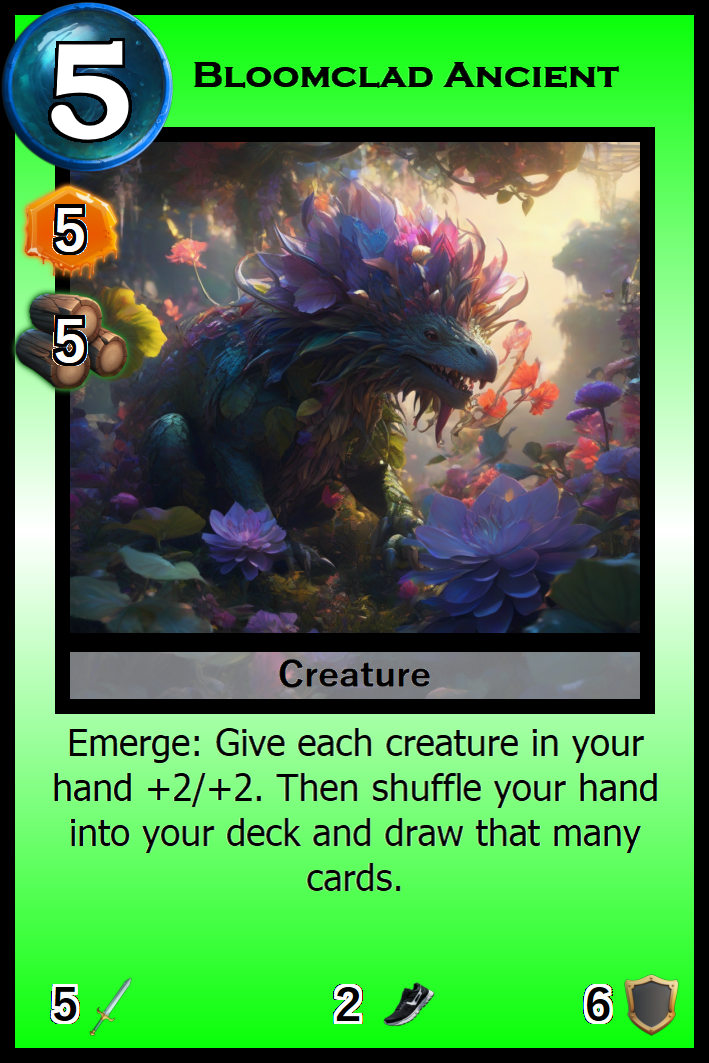 5
Bloomclad Ancient
5
5
Creature
Emerge: Give each creature in your
hand +2/+2. Then shuffle your hand
into your deck and draw that many
cards.
5
2
6